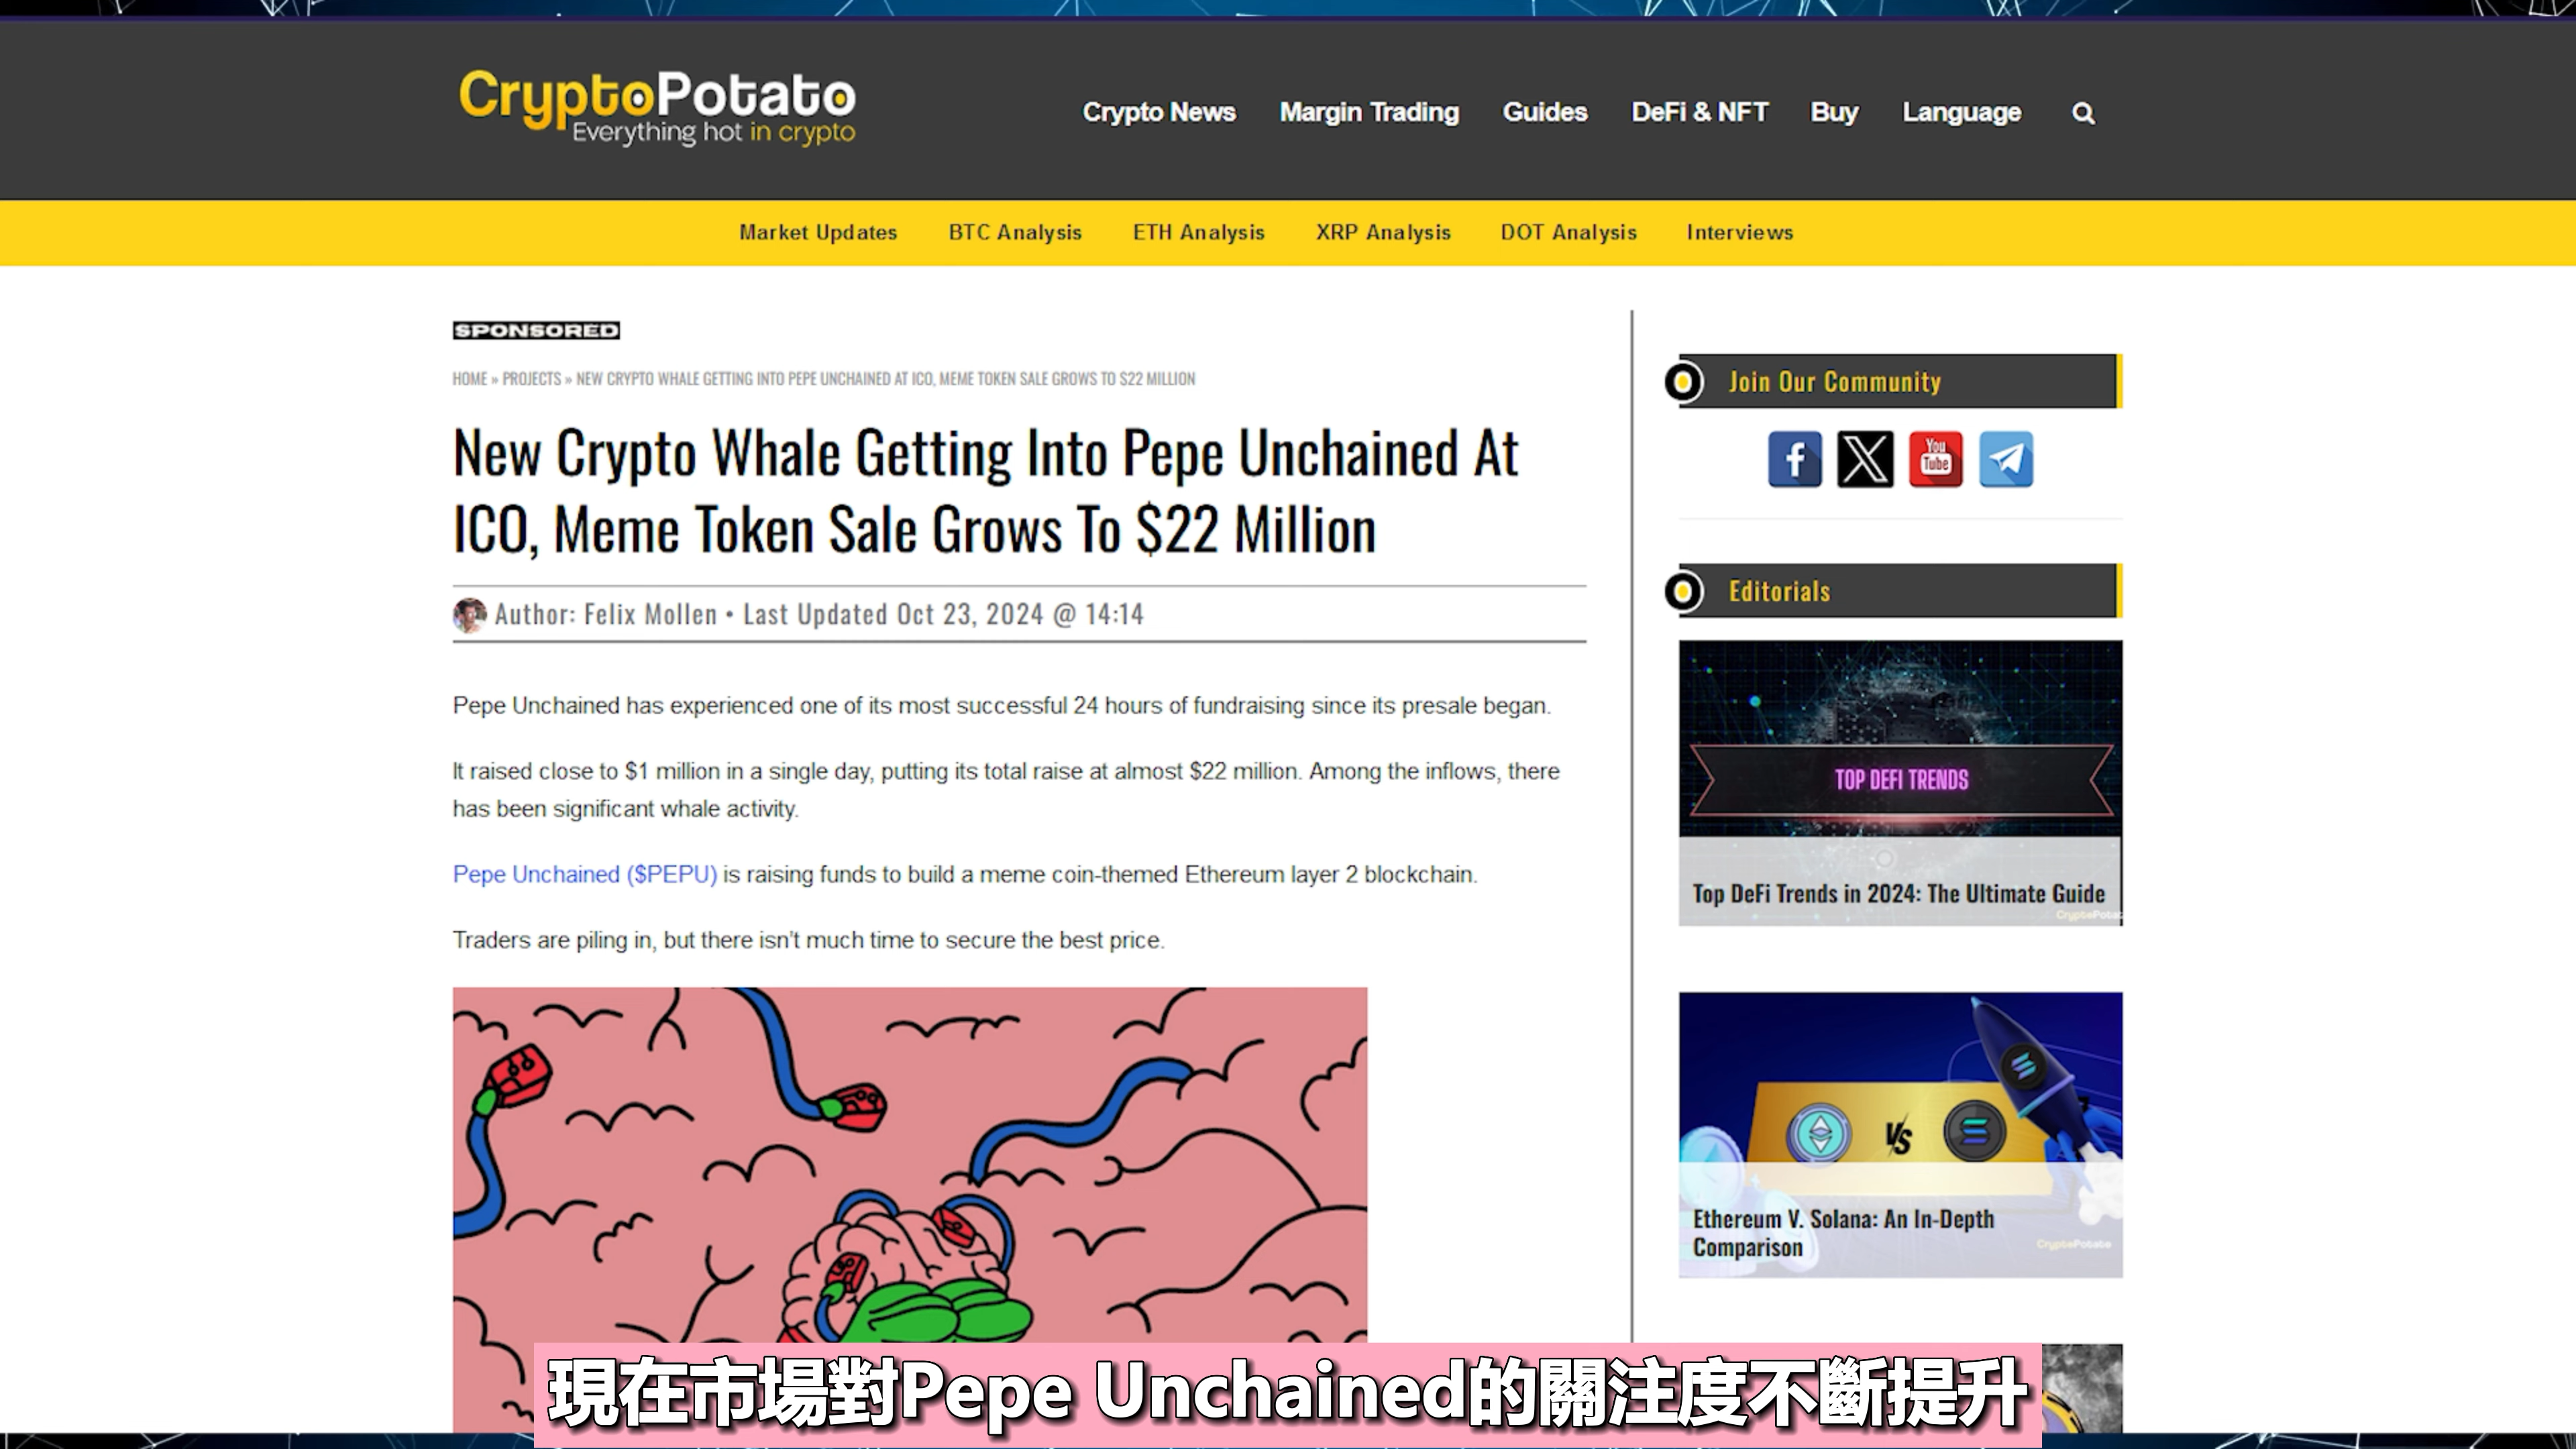 CryptoPotato
Everything hot in crypto
Crypto News
Margin Trading
Guides
DeFi & NFT
Buy
Language
Market Updates
BTC Analysis
ETH Analysis
XRP Analysis
DOT Analysis
Interviews
SPONSORED
HOME » PROJECTS » NEW CRYPTO WHALE GETTING INTO PEPE UNCHAINED AT ICO, MEME TOKEN SALE GROWS TO $22 MILLION
New Crypto Whale Getting Into Pepe Unchained At
ICO, Meme Token Sale Grows To $22 Million
Author: Felix Mollen • Last Updated Oct 23, 2024 @ 14:14
Pepe Unchained has experienced one of its most successful 24 hours of fundraising since its presale began.
It raised close to $1 million in a single day, putting its total raise at almost $22 million. Among the inflows, there
has been significant whale activity.
Pepe Unchained ($PEPU) is raising funds to build a meme coin-themed Ethereum layer 2 blockchain.
Traders are piling in, but there isn't much time to secure the best price.
Join Our Community
You
Tube
Editorials
TOP DEFI TRENDS
Top DeFi Trends in 2024: The Ultimate Guide
CryptoPotat
VS
Ethereum V. Solana: An In-Depth
Comparison
CryptoPotato
現在市場對Pepe Unchained的關注度不斷提升